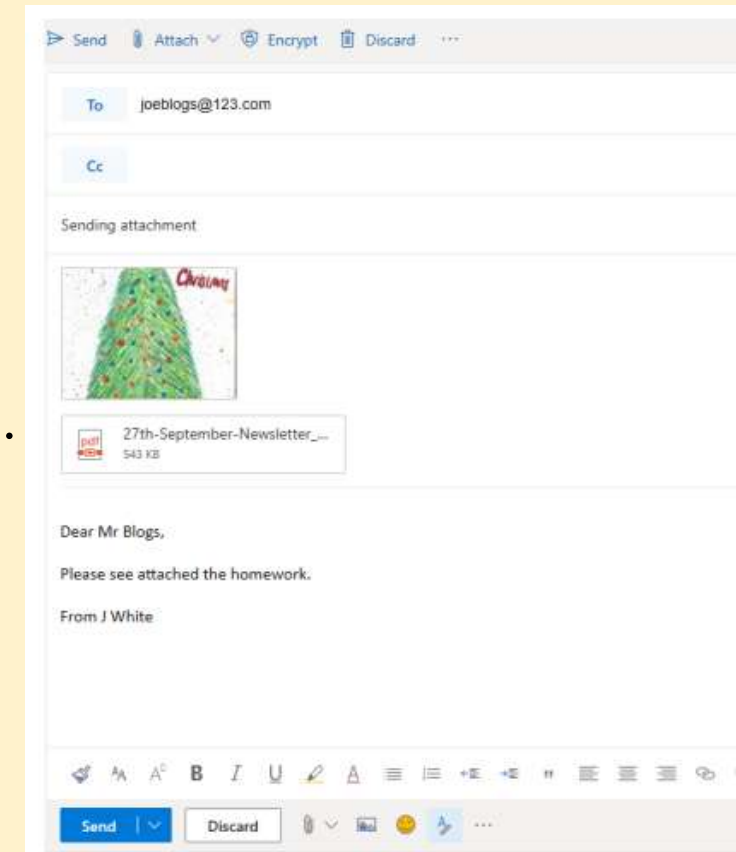 Send Attach Encrypt Discard ...
To joeblogs@123.com
Cc
Sending attachment
Christmas
pdf 27th-September-Newsletter_...
543 KB
Dear Mr Blogs,
Please see attached the homework.
From J White
B I U A
Send Discard ...